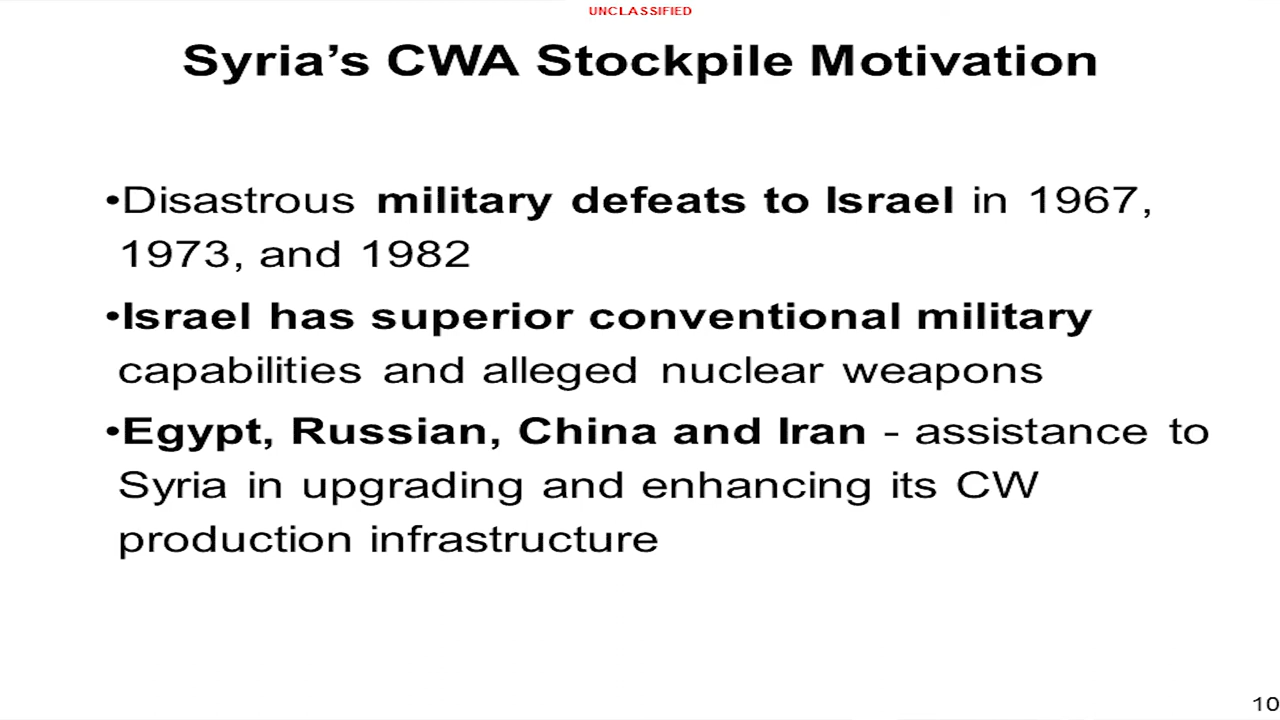 UNCLASSIFIED
Syria's CWA Stockpile Motivation
•Disastrous military defeats to Israel in 1967,
1973, and 1982
•Israel has superior conventional military
capabilities and alleged nuclear weapons
•Egypt, Russian, China and Iran - assistance to
Syria in upgrading and enhancing its CW
production infrastructure
10